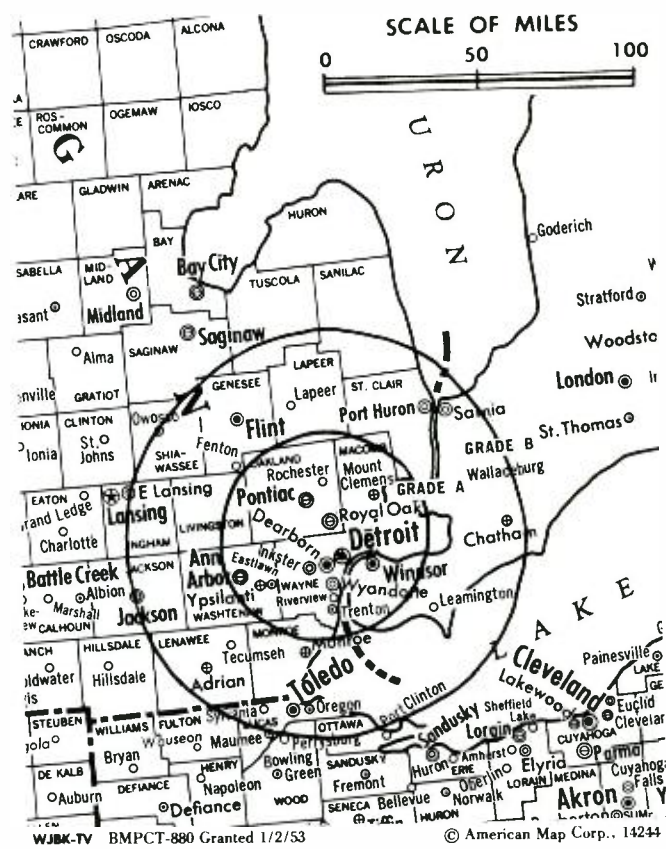 SCALE OF MILES
0 50 100
CRAWFORD OSCODA ALCONA
ROS-
COMMON
OGEMAW IOSCO
G
GLADWIN ARENAC
HURON
BAY
Bay City
MID-
LAND
Midland
A
TUSCOLA SANILAC
URON
Goderich
Stratford
SAGINAW
Saginaw
Alma
GRATIOT
London
St. Thomas
LAPEER
Lapeer
GENESEE
Flint
ST. CLAIR
Port Huron
Sarnia
CLINTON
St.
Johns
Ionia
Owosso
SHIA-
WASSEE
Fenton
GRADE B
GRADE A
Wallaceburg
OAKLAND
Rochester
MACOMB
Mount
Clemens
Pontiac
Royal Oak
EATON
E Lansing
Lansing
INGHAM
LIVINGSTON
Charlotte
Dearborn
Detroit
Chatham
Windsor
Inkster
Ann
Arbor
Eastlawn
Ypsilanti
WASHTENAW
WAYNE
Wyandotte
Riverview
Trenton
Leamington
Battle Creek
Albion
Marshall
CALHOUN
JACKSON
Jackson
HILLSDALE
Hillsdale
LENAWEE
Tecumseh
Adrian
MONROE
Monroe
LAKE
Toledo
Oregon
Sylvania
LUCAS
Maumee
Perrysburg
OTTAWA
Port Clinton
Sandusky
Cleveland
Lakewood
Painesville
LAKE
Euclid
Sheffield
Lake
Lorain
CUYAHOGA
Parma
STEUBEN
WILLIAMS
Bryan
FULTON
Wauseon
HENRY
Napoleon
Bowling
Green
WOOD
SANDUSKY
Fremont
Huron
ERIE
Amherst
Oberlin
Elyria
LORAIN
MEDINA
DE KALB
Auburn
DEFIANCE
Defiance
SENECA
Bellevue
Norwalk
HURON
Akron
WJBK-TV BMPCT-880 Granted 1/2/53
© American Map Corp., 14244